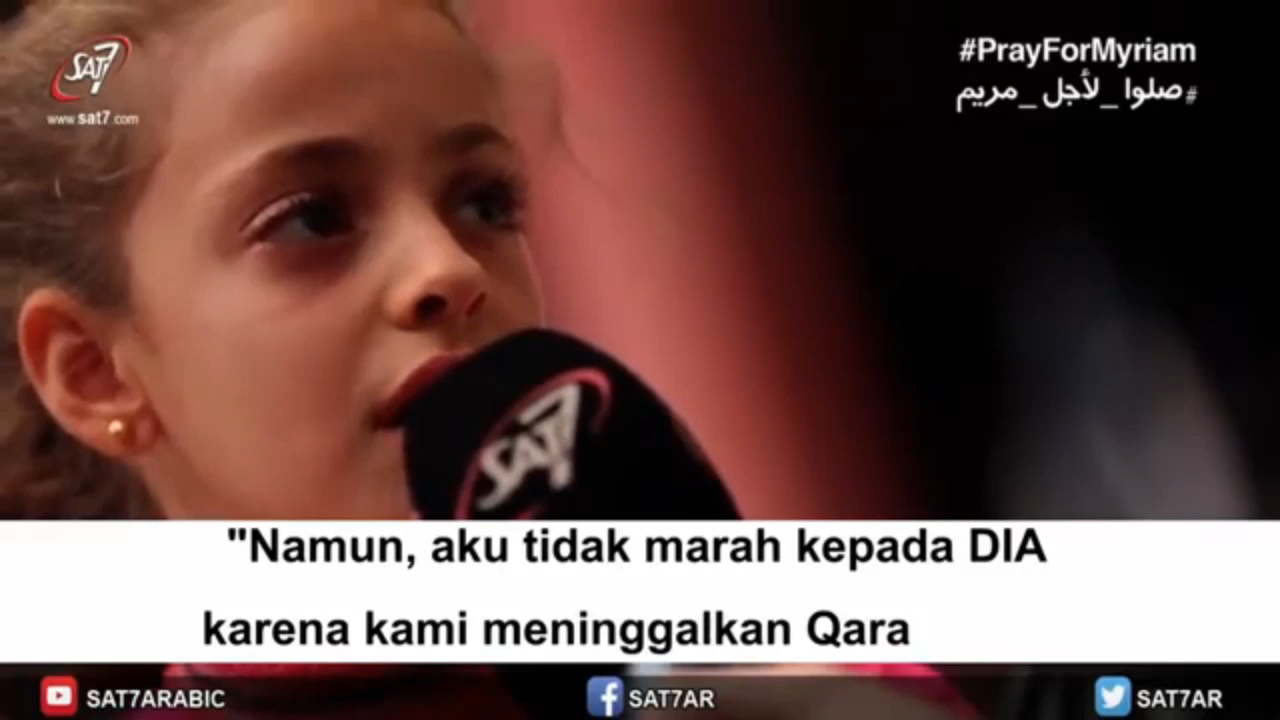 SAT7
www.sat7.com
#PrayForMyriam
#صلوا_لأجل_مريم
SAT7
"Namun, aku tidak marah kepada DIA
karena kami meninggalkan Qara
SAT7ARABIC
SAT7AR
SAT7AR